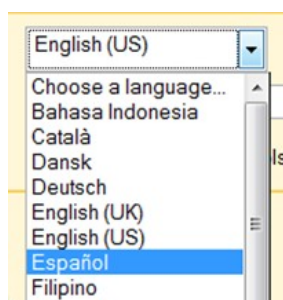 English (US)
Choose a language...
Bahasa Indonesia
Català
Dansk
Deutsch
English (UK)
English (US)
Español
Filipino